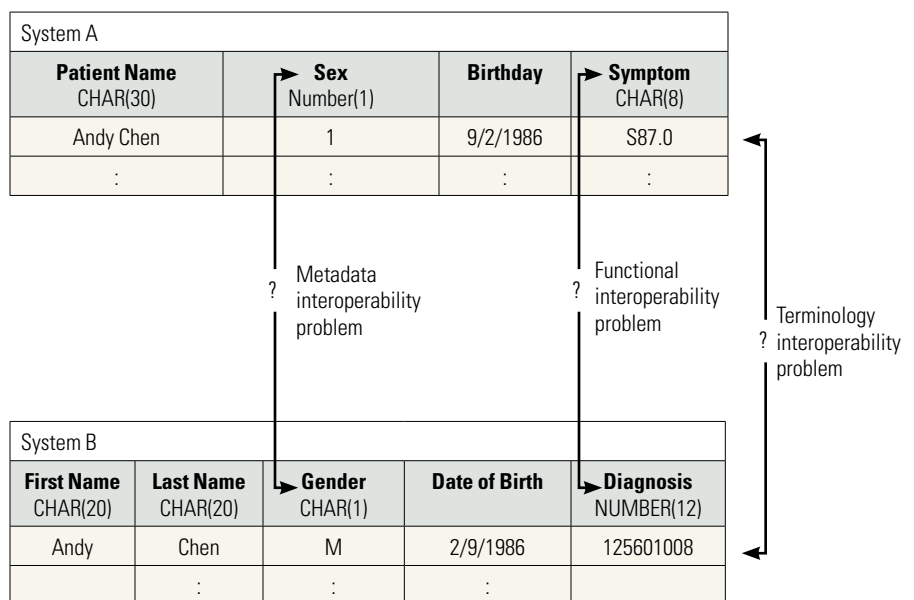 System A
Patient Name Sex Birthday Symptom
CHAR(30) Number(1) CHAR(8)
Andy Chen 1 9/2/1986 S87.0
: : : :
? Metadata interoperability problem
? Functional interoperability problem
? Terminology interoperability problem
System B
First Name Last Name Gender Date of Birth Diagnosis
CHAR(20) CHAR(20) CHAR(1) NUMBER(12)
Andy Chen M 2/9/1986 125601008
: : :